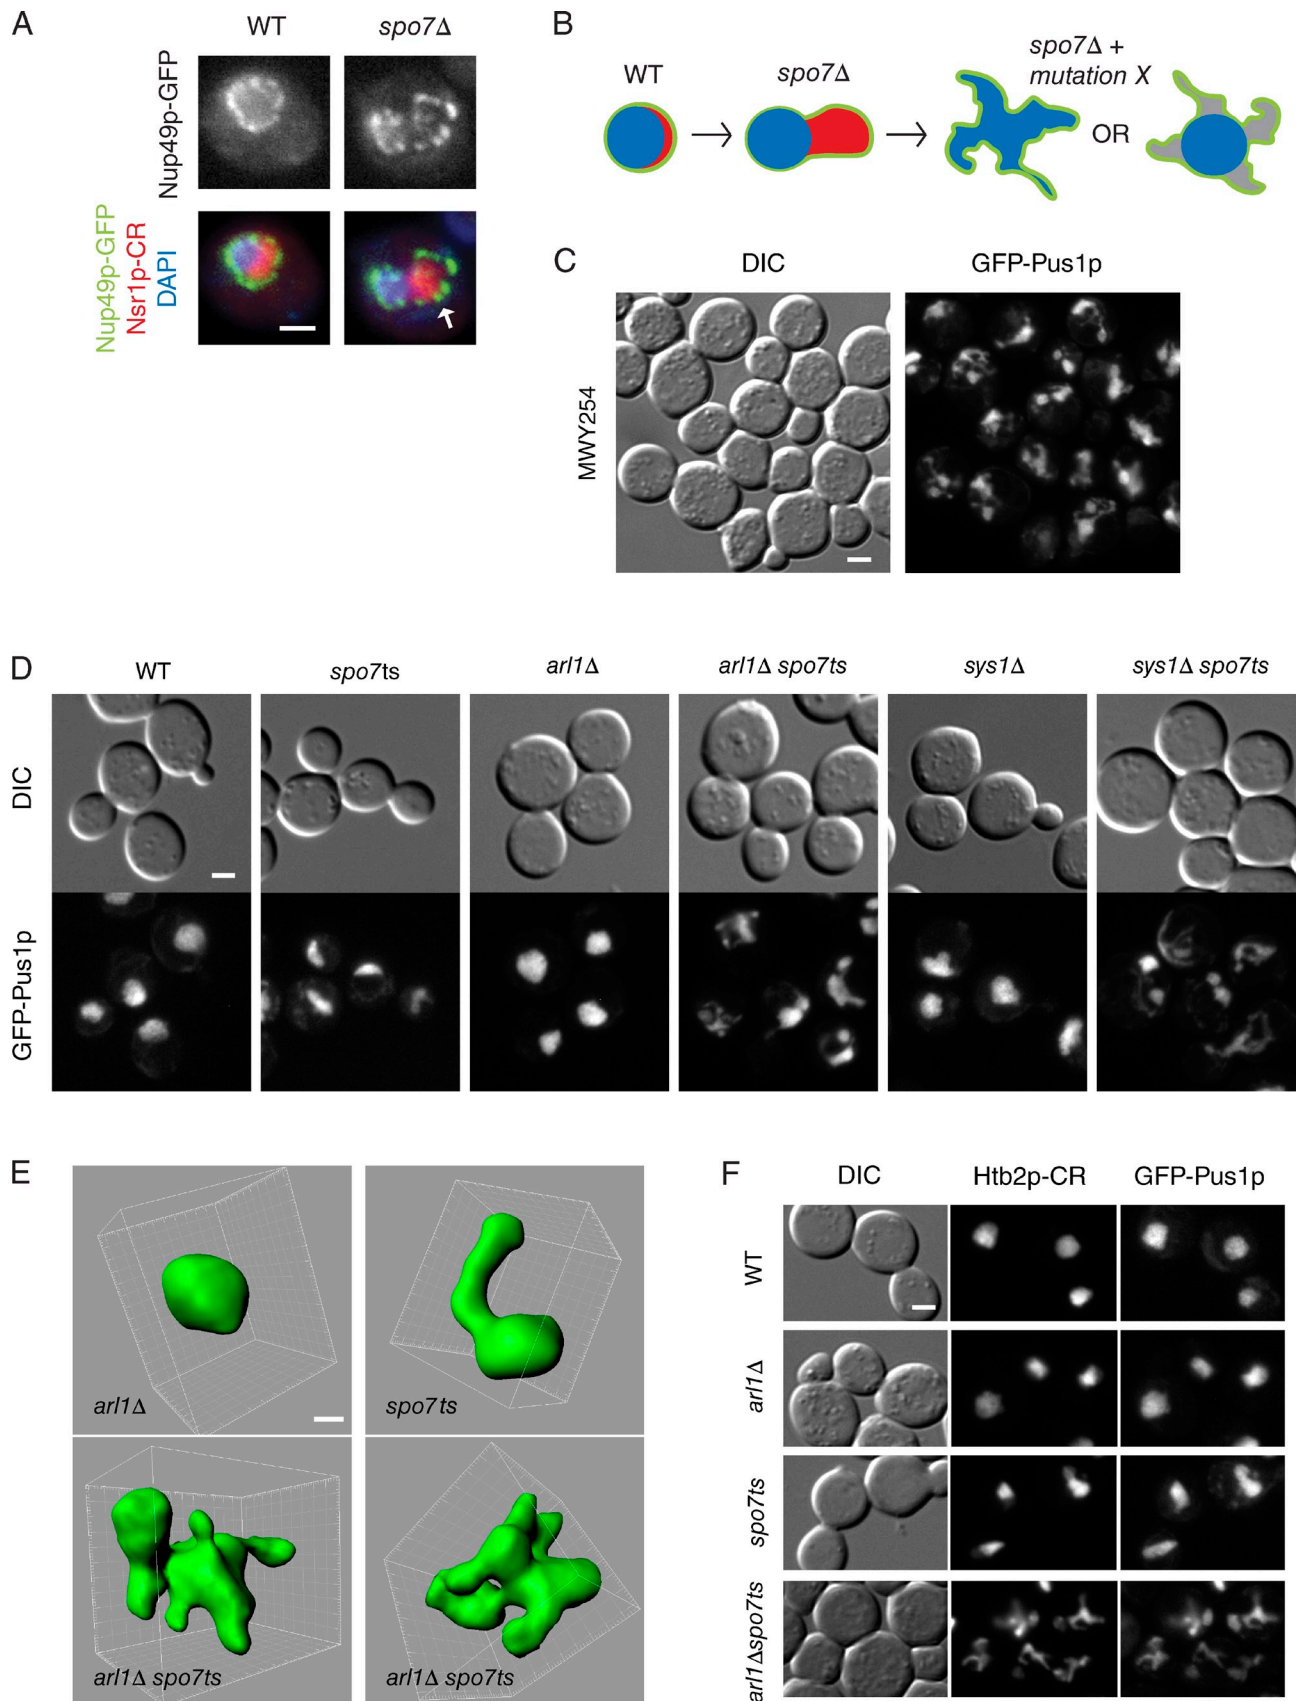 A
WT
spo7Δ
Nup49p-GFP
Nup49p-GFP
Nsr1p-CR
DAPI
B
WT
spo7Δ
spo7Δ +
mutation X
OR
C
DIC
GFP-Pus1p
MWY254
D
WT
spo7ts
arl1Δ
arl1Δ spo7ts
sys1Δ
sys1Δ spo7ts
DIC
GFP-Pus1p
E
arl1Δ
spo7ts
arl1Δ spo7ts
arl1Δ spo7ts
F
DIC
Htb2p-CR
GFP-Pus1p
WT
arl1Δ
spo7ts
arl1Δspo7ts